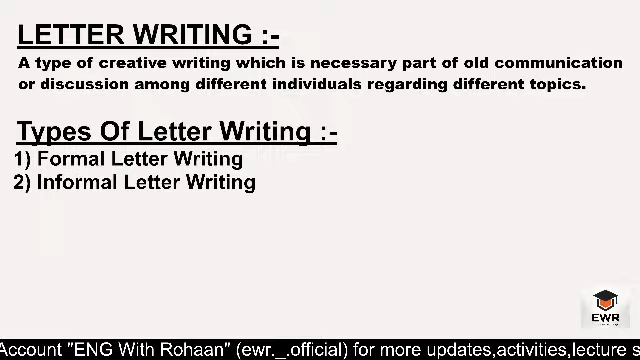 LETTER WRITING :-
A type of creative writing which is necessary part of old communication
or discussion among different individuals regarding different topics.
Types Of Letter Writing :-
1) Formal Letter Writing
2) Informal Letter Writing
EWR
Account "ENG With Rohaan" (ewr._.official) for more updates,activities,lecture s